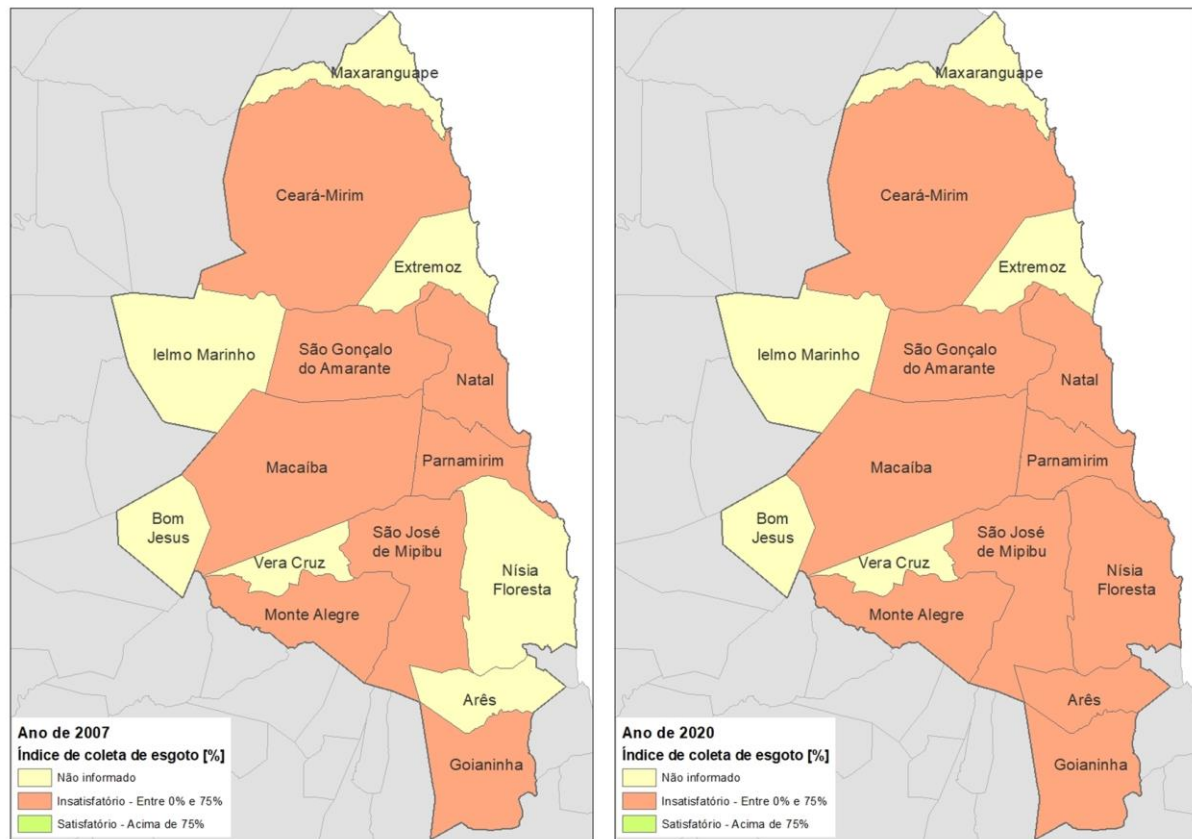 Maxaranguape
Ceará-Mirim
Extremoz
Ielmo Marinho
São Gonçalo
do Amarante
Natal
Macaíba
Parnamirim
Bom
Jesus
São José
de Mipibu
Vera Cruz
Nísia
Floresta
Monte Alegre
Arês
Goianinha
Ano de 2007
Índice de coleta de esgoto [%]
Não informado
Insatisfatório - Entre 0% e 75%
Satisfatório - Acima de 75%
Maxaranguape
Ceará-Mirim
Extremoz
Ielmo Marinho
São Gonçalo
do Amarante
Natal
Macaíba
Parnamirim
Bom
Jesus
São José
de Mipibu
Vera Cruz
Nísia
Floresta
Monte Alegre
Arês
Goianinha
Ano de 2020
Índice de coleta de esgoto [%]
Não informado
Insatisfatório - Entre 0% e 75%
Satisfatório - Acima de 75%